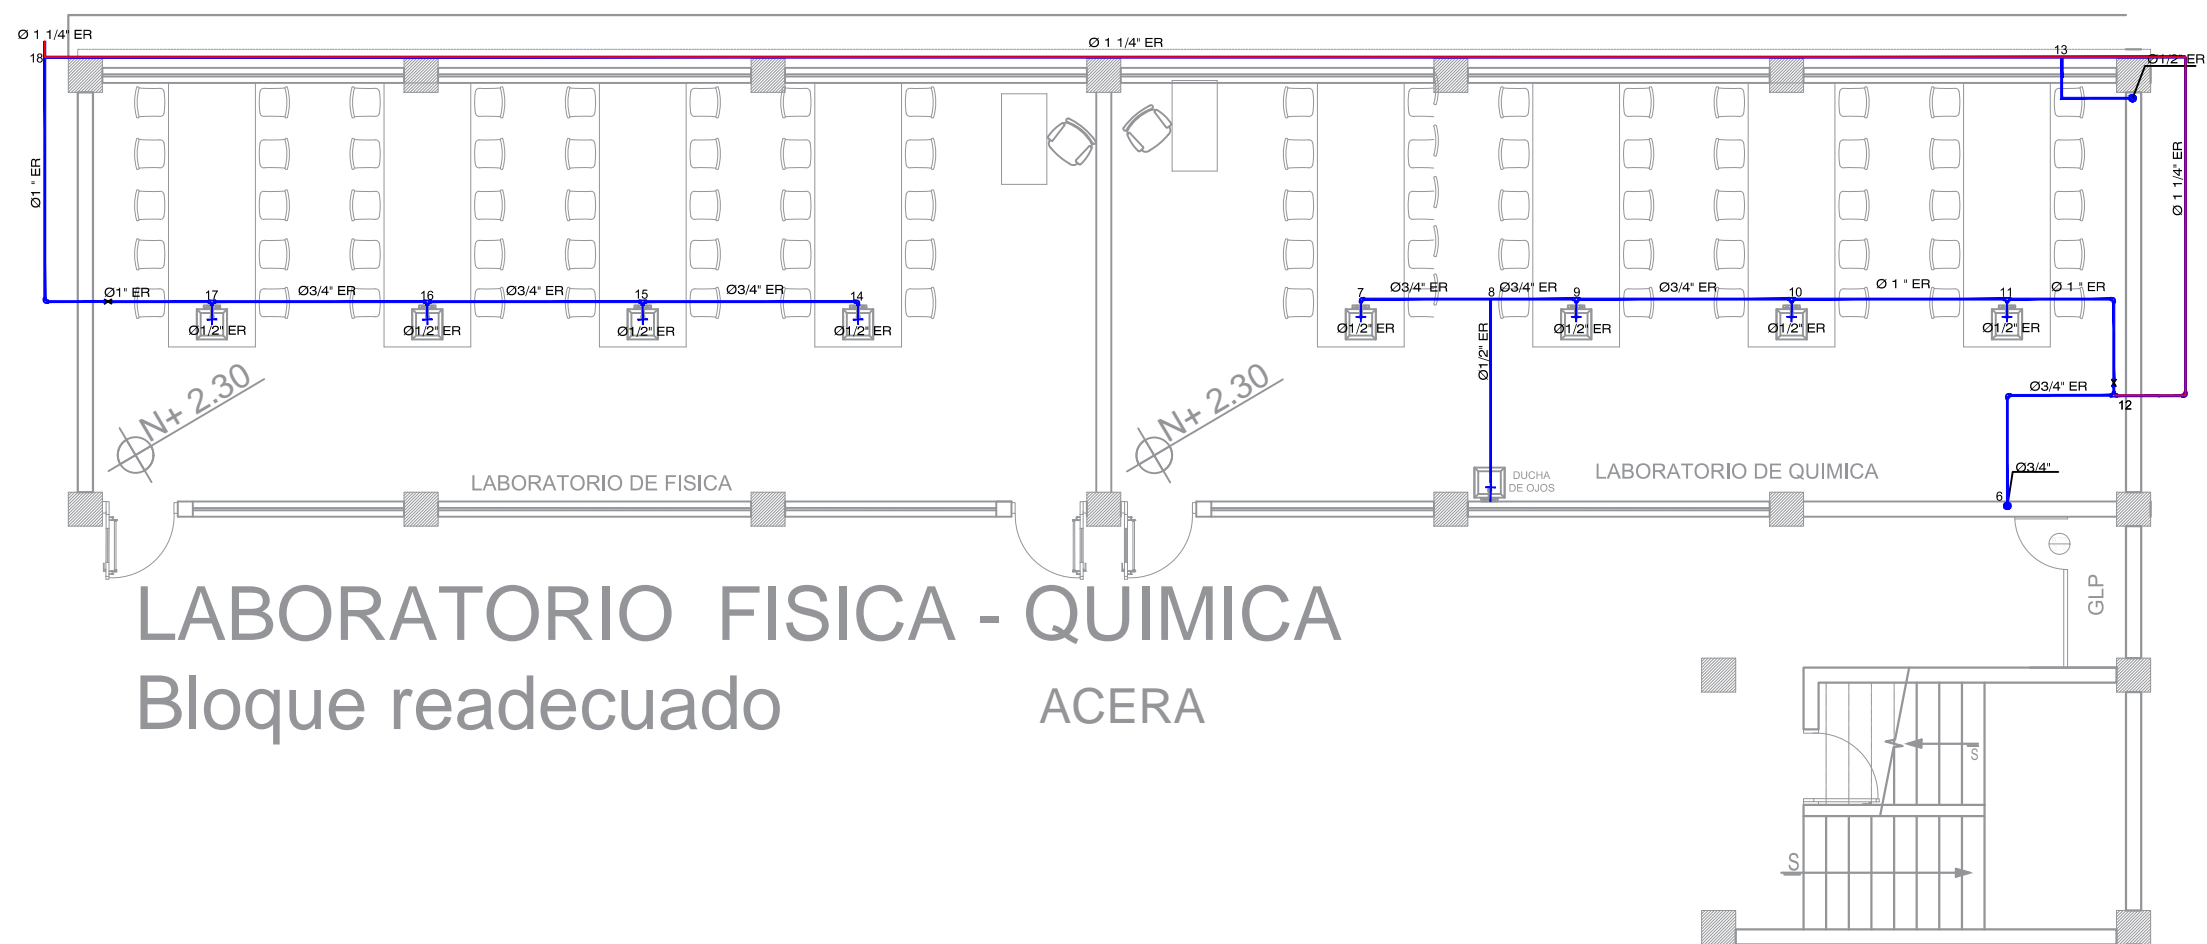 Ø 1 1/4" ER
Ø 1 1/4" ER
18
13
Ø1/2" ER
Ø1 " ER
Ø 1 1/4" ER
Ø1" ER
17
Ø3/4" ER
16
Ø3/4" ER
15
Ø3/4" ER
14
7
Ø3/4" ER
8
Ø3/4" ER
9
Ø3/4" ER
10
Ø 1 " ER
11
Ø 1 " ER
Ø1/2" ER
Ø1/2" ER
Ø1/2" ER
Ø1/2" ER
Ø1/2" ER
Ø1/2" ER
Ø1/2" ER
Ø1/2" ER
Ø1/2" ER
N+ 2.30
N+ 2.30
Ø3/4" ER
12
LABORATORIO DE FISICA
DUCHA
DE OJOS
LABORATORIO DE QUIMICA
Ø3/4"
6
GLP
LABORATORIO FISICA - QUIMICA
Bloque readecuado
ACERA
S
S